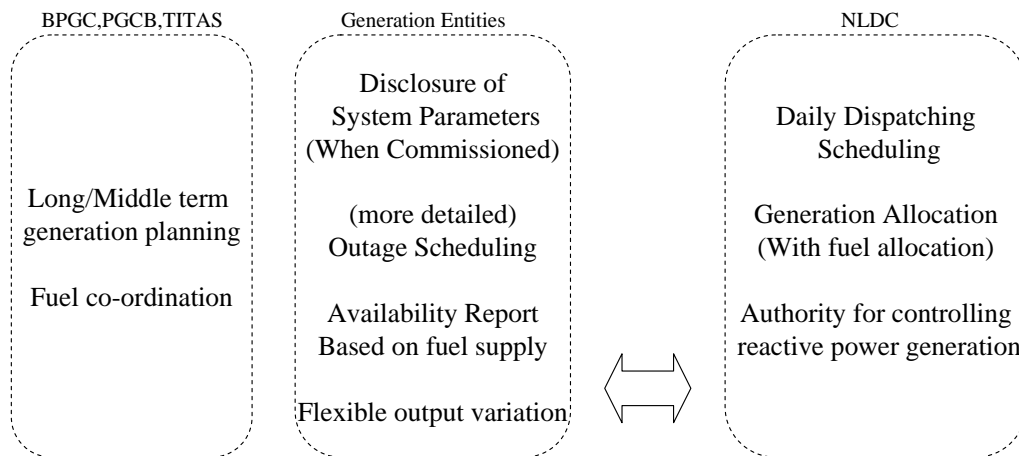 BPGC,PGCB,TITAS
Long/Middle term
generation planning
Fuel co-ordination
Generation Entities
Disclosure of
System Parameters
(When Commissioned)
(more detailed)
Outage Scheduling
Availability Report
Based on fuel supply
Flexible output variation
NLDC
Daily Dispatching
Scheduling
Generation Allocation
(With fuel allocation)
Authority for controlling
reactive power generation